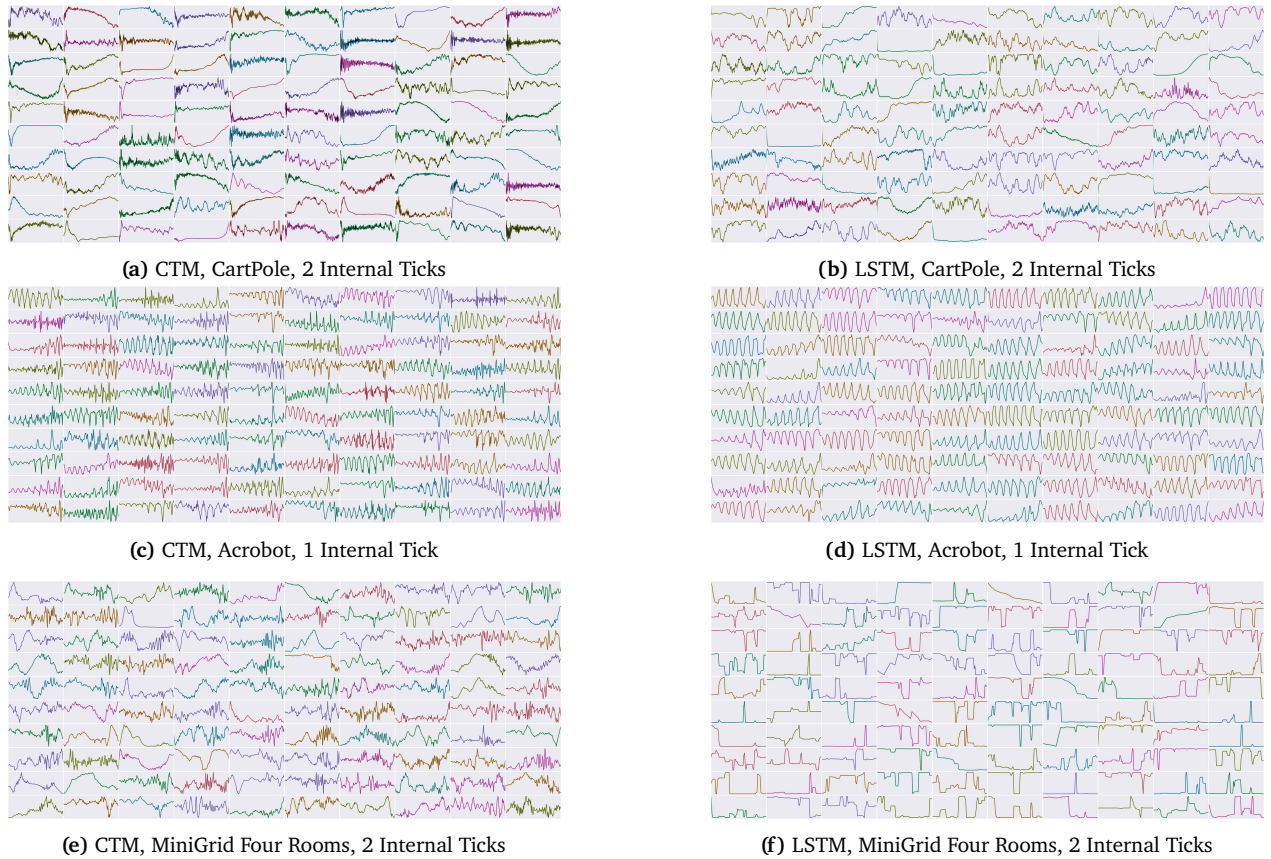 (a) CTM, CartPole, 2 Internal Ticks
(b) LSTM, CartPole, 2 Internal Ticks
(c) CTM, Acrobot, 1 Internal Tick
(d) LSTM, Acrobot, 1 Internal Tick
(e) CTM, MiniGrid Four Rooms, 2 Internal Ticks
(f) LSTM, MiniGrid Four Rooms, 2 Internal Ticks